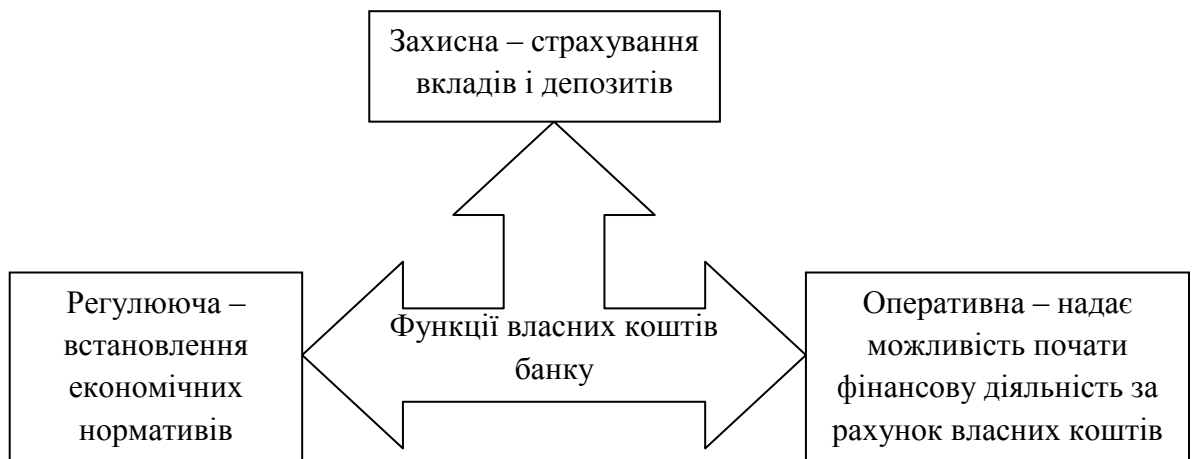 Захисна – страхування
вкладів і депозитів
Регулююча –
встановлення
економічних
нормативів
Функції власних коштів
банку
Оперативна – надає
можливість почати
фінансову діяльність за
рахунок власних коштів